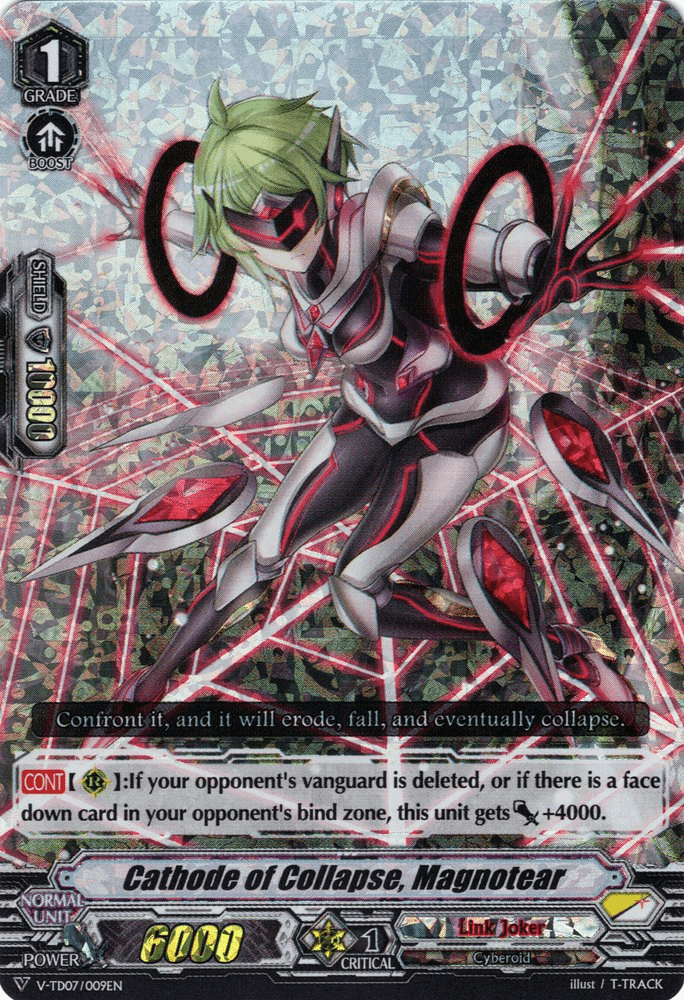 1
GRADE
BOOST
SHIELD 10000
Confront it, and it will erode, fall, and eventually collapse.
CONT【 】:If your opponent's vanguard is deleted, or if there is a face
down card in your opponent's bind zone, this unit gets +4000.
Cathode of Collapse, Magnotear
NORMAL
UNIT
POWER 6000
1
CRITICAL
Link Joker
Cyberoid
V-TD07/009EN
illust / T-TRACK